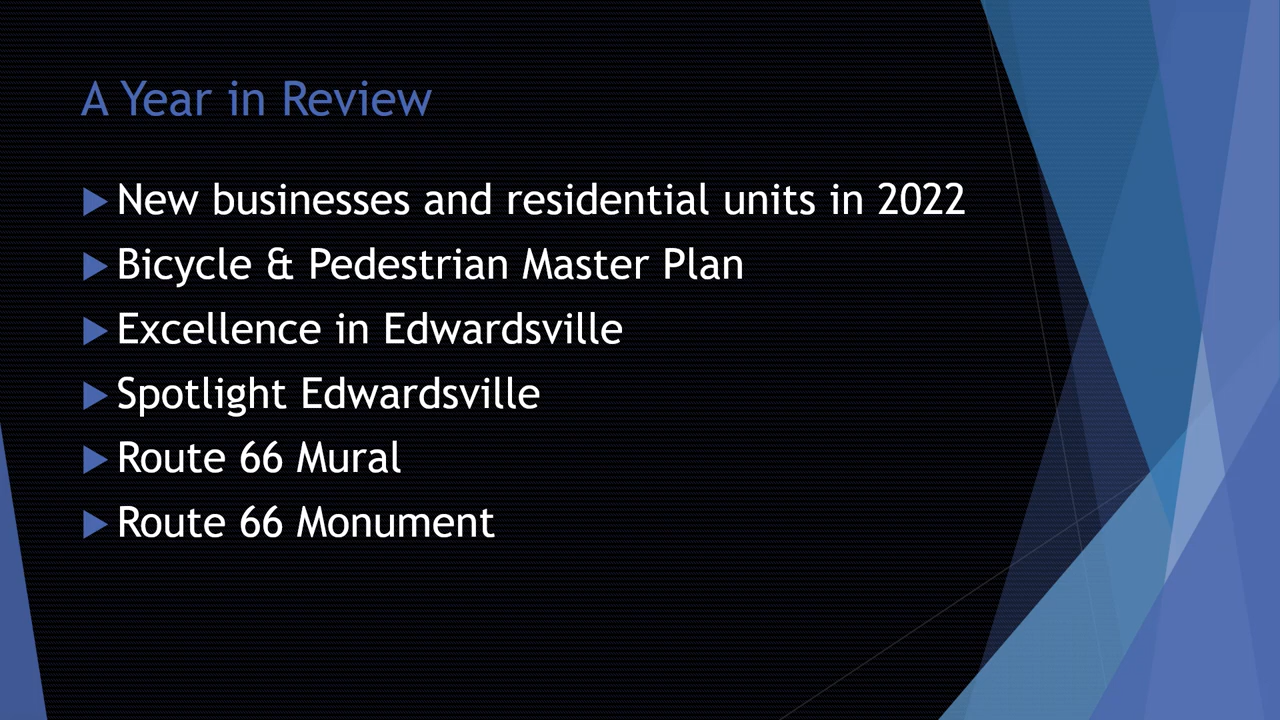 A Year in Review
New businesses and residential units in 2022
Bicycle & Pedestrian Master Plan
Excellence in Edwardsville
Spotlight Edwardsville
Route 66 Mural
Route 66 Monument